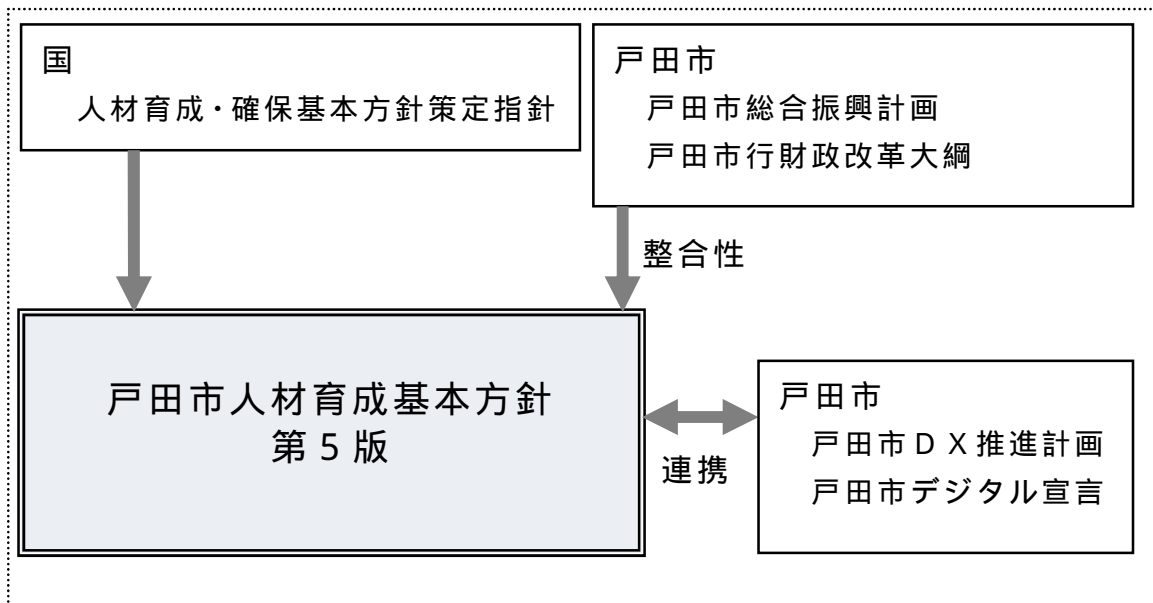 国
人材育成・確保基本方針策定指針
戸田市
戸田市総合振興計画
戸田市行財政改革大綱
整合性
戸田市人材育成基本方針
第５版
連携
戸田市
戸田市ＤＸ推進計画
戸田市デジタル宣言